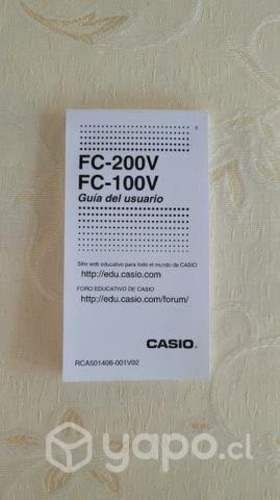 FC-200V
FC-100V
Guía del usuario
Sitio web educativo para todo el mundo de CASIO
http://edu.casio.com
FORO EDUCATIVO DE CASIO
http://edu.casio.com/forum/
CASIO.
RCA501408-001V02
yapo.cl